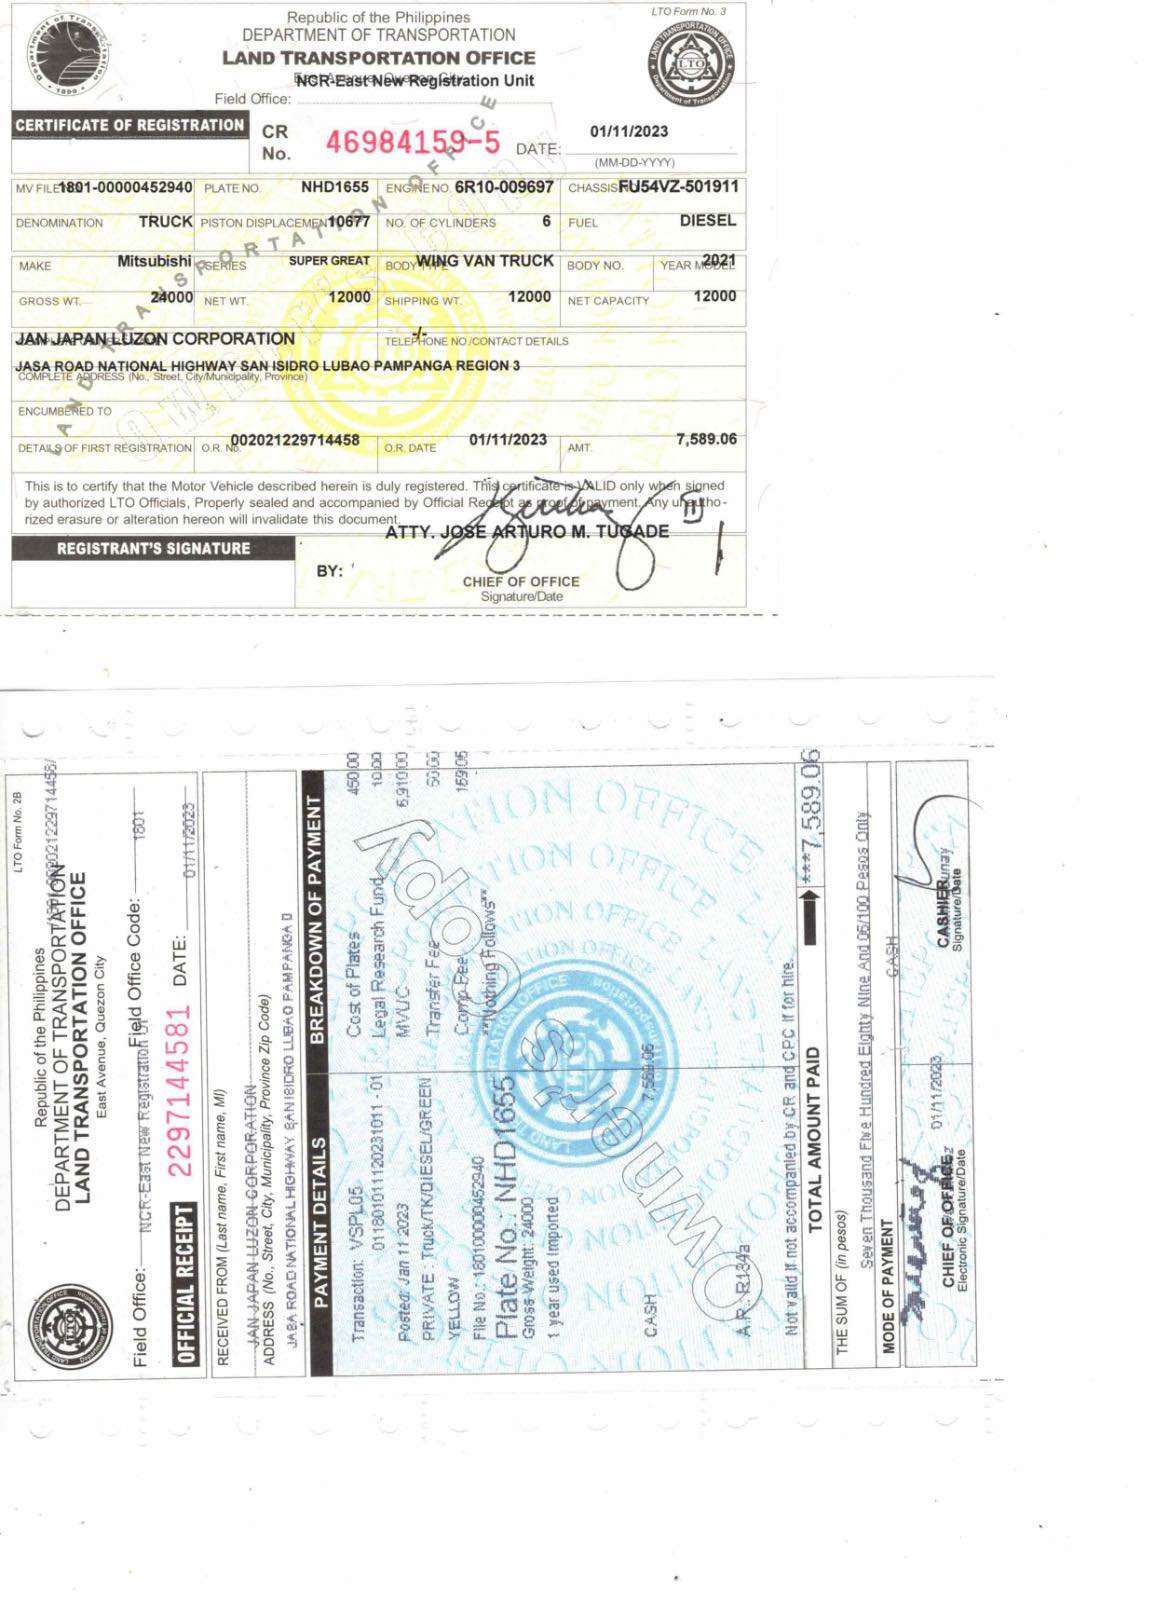 LTO Form No. 3
Republic of the Philippines
DEPARTMENT OF TRANSPORTATION
LAND TRANSPORTATION OFFICE
East Avenue, Quezon City
NCR-East New Registration Unit
Field Office:
CERTIFICATE OF REGISTRATION
CR No. 46984159-5 DATE: 01/11/2023
(MM-DD-YYYY)
MV FILE 1801-00000452940 PLATE NO. NHD1655 ENGINE NO. 6R10-009697 CHASSIS FU54VZ-501911
DENOMINATION TRUCK PISTON DISPLACEMENT 10677 NO. OF CYLINDERS 6 FUEL DIESEL
MAKE Mitsubishi SERIES SUPER GREAT BODY TYPE WING VAN TRUCK BODY NO. YEAR MODEL 2021
GROSS WT. 24000 NET WT. 12000 SHIPPING WT. 12000 NET CAPACITY 12000
JAN JAPAN LUZON CORPORATION -/-
TELEPHONE NO./CONTACT DETAILS
JASA ROAD NATIONAL HIGHWAY SAN ISIDRO LUBAO PAMPANGA REGION 3
COMPLETE ADDRESS (No., Street, City/Municipality, Province)
ENCUMBERED TO
DETAILS OF FIRST REGISTRATION O.R. No. 002021229714458 O.R. DATE 01/11/2023 AMT. 7,589.06
This is to certify that the Motor Vehicle described herein is duly registered. This certificate is VALID only when signed
by authorized LTO Officials, Properly sealed and accompanied by Official Receipt as proof of payment. Any unautho-
rized erasure or alteration hereon will invalidate this document.
ATTY. JOSE ARTURO M. TUGADE II
REGISTRANT'S SIGNATURE
BY:
CHIEF OF OFFICE
Signature/Date
LAND TRANSPORTATION OFFICE
LTO Form No. 2B
Republic of the Philippines
DEPARTMENT OF TRANSPORTATION
LAND TRANSPORTATION OFFICE
East Avenue, Quezon City
Field Office: NCR-East New Registration Field Office Code: 1801
OFFICIAL RECEIPT 2297144581 DATE: 01/11/2023
RECEIVED FROM (Last name, First name, MI)
JAN JAPAN LUZON CORPORATION
ADDRESS (No., Street, City, Municipality, Province Zip Code)
JASA ROAD NATIONAL HIGHWAY SAN ISIDRO LUBAO PAMPANGA
PAYMENT DETAILS BREAKDOWN OF PAYMENT
Transaction: VSPL05 Cost of Plates 450.00
011801011120231011 - 01 Legal Research Fund 10.00
Posted: Jan 11 2023 MVUC 6,910.00
PRIVATE : Truck/TK/DIESEL/GREEN Transfer Fee 50.00
YELLOW Comp Fee 169.06
File No.: 180100000452940 **Nothing Follows**
Plate No.: NHD1655
Gross Weight: 24000
1 year used Imported
CASH 7,589.06
A.R.: R134a
Owner's Copy
Not valid if not accompanied by CR and CPC if for hire.
TOTAL AMOUNT PAID ***7,589.06
THE SUM OF (in pesos)
Seven Thousand Five Hundred Eighty Nine And 06/100 Pesos Only
MODE OF PAYMENT CASH
CHIEF OF OFFICE 01/11/2023 CASHIER
Electronic Signature/Date Signature/Date